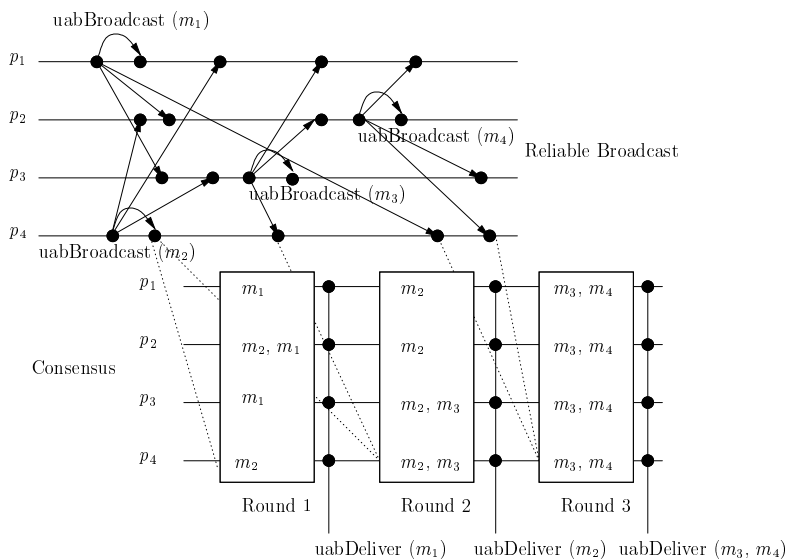 uabBroadcast (m1)
p1
p2
uabBroadcast (m4)
Reliable Broadcast
p3
uabBroadcast (m3)
p4
uabBroadcast (m2)
p1
m1
m2
m3, m4
p2
m2, m1
m2
m3, m4
Consensus
p3
m1
m2, m3
m3, m4
p4
m2
m2, m3
m3, m4
Round 1
Round 2
Round 3
uabDeliver (m1)
uabDeliver (m2)
uabDeliver (m3, m4)